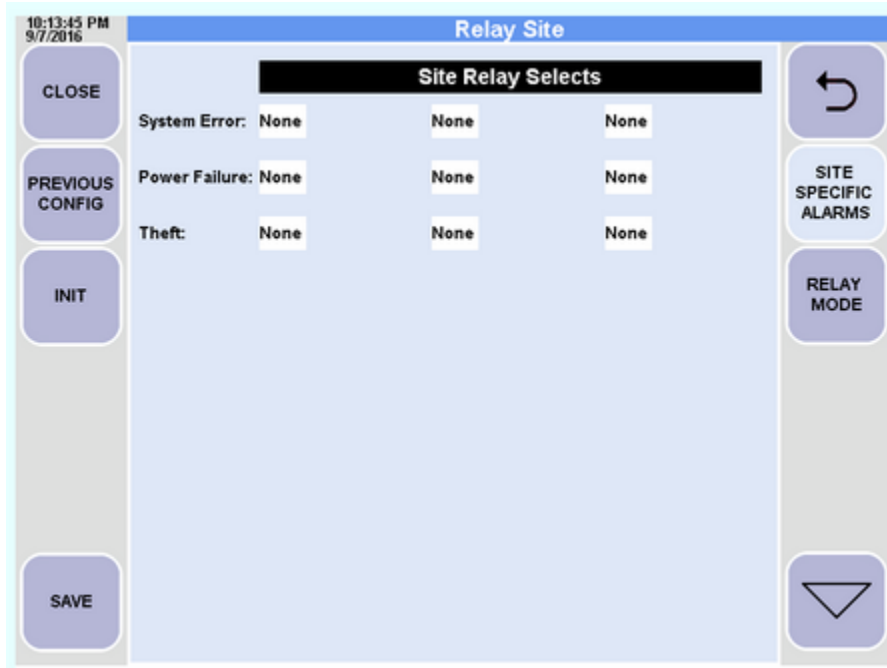 10:13:45 PM
9/7/2016
Relay Site
CLOSE
Site Relay Selects
System Error: None None None
PREVIOUS
CONFIG
Power Failure: None None None
SITE
SPECIFIC
ALARMS
Theft: None None None
INIT
RELAY
MODE
SAVE